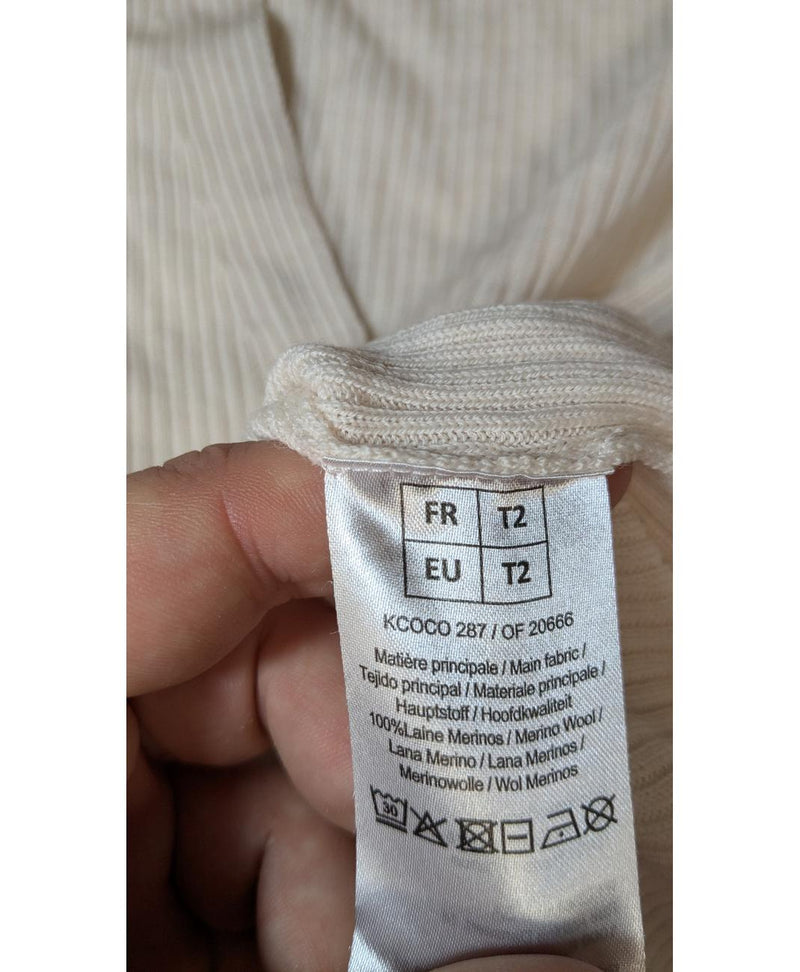 FR T2
EU T2
KCOCO 287 / OF 20666
Matière principale / Main fabric /
Tejido principal / Materiale principale /
Hauptstoff / Hoofdkwaliteit
100%Laine Merinos / Merino Wool /
Lana Merino / Lana Merinos /
Merinowolle / Wol Merinos
30